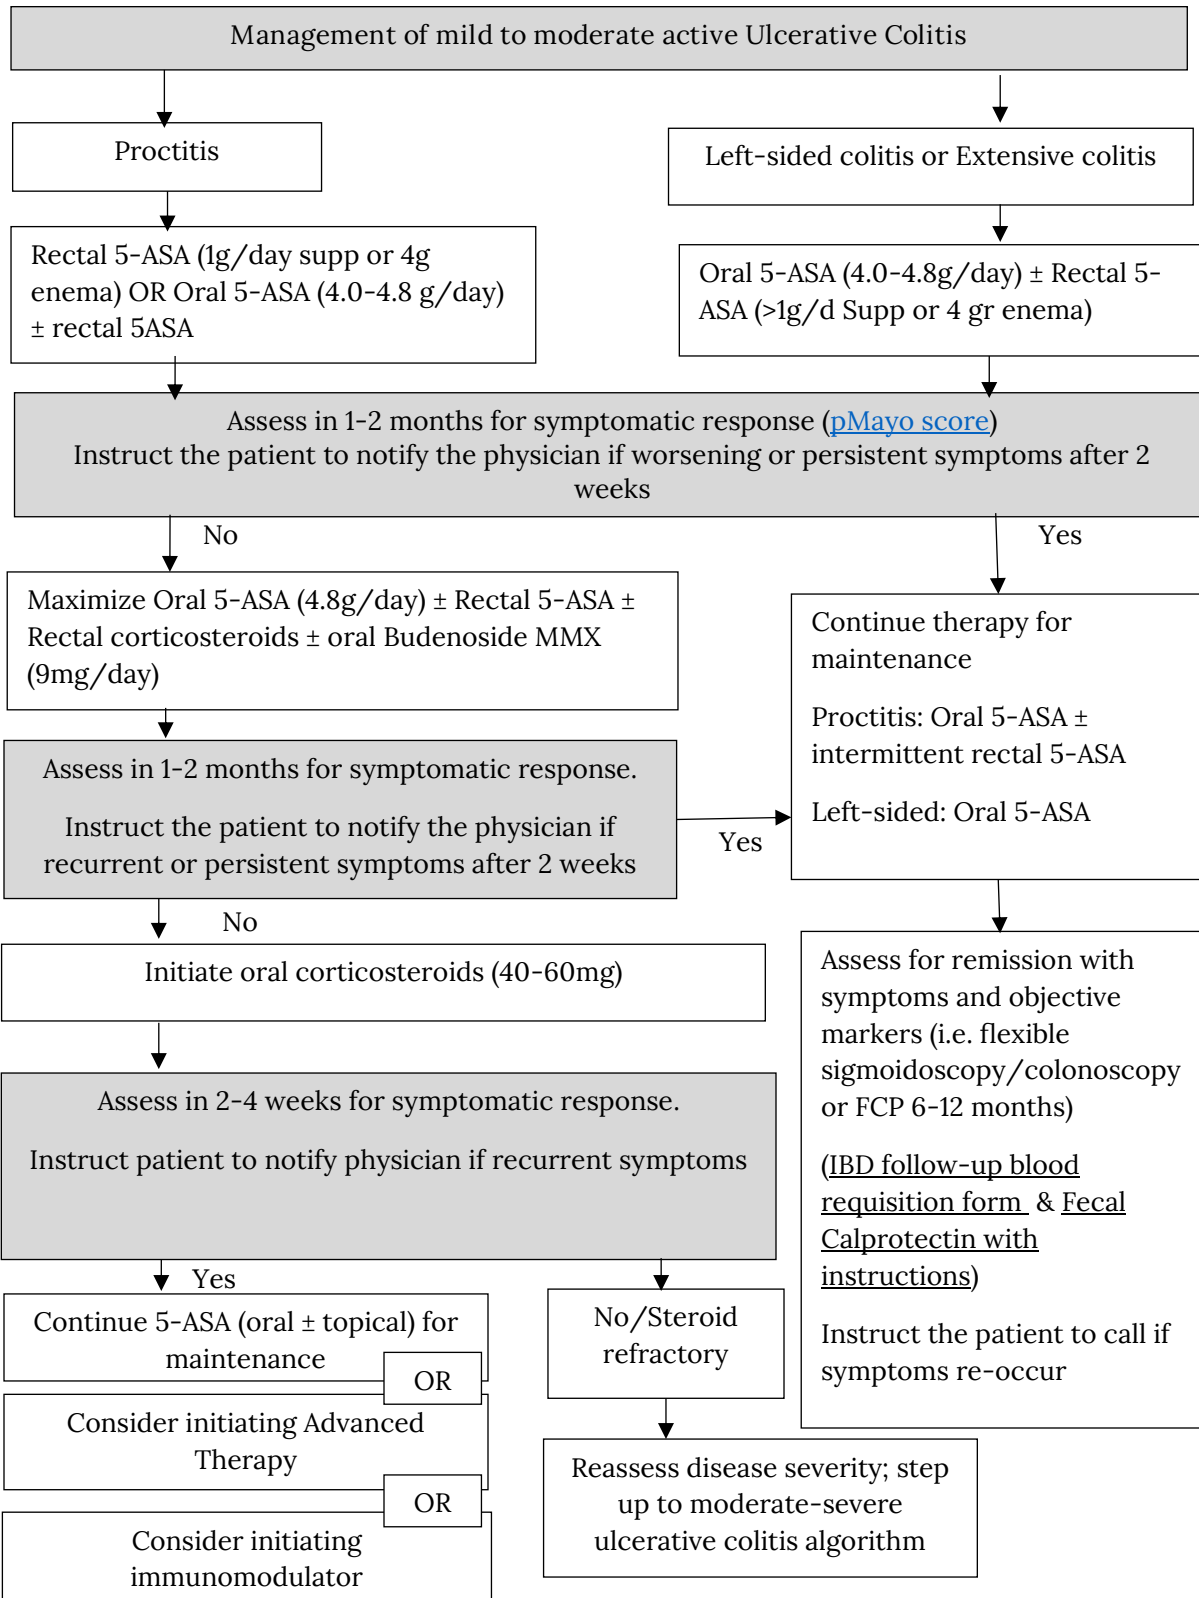 Management of mild to moderate active Ulcerative Colitis
Proctitis
Left-sided colitis or Extensive colitis
Rectal 5-ASA (1g/day supp or 4g
enema) OR Oral 5-ASA (4.0-4.8 g/day)
± rectal 5ASA
Oral 5-ASA (4.0-4.8g/day) ± Rectal 5-
ASA (>1g/d Supp or 4 gr enema)
Assess in 1-2 months for symptomatic response (pMayo score)
Instruct the patient to notify the physician if worsening or persistent symptoms after 2
weeks
No
Yes
Maximize Oral 5-ASA (4.8g/day) ± Rectal 5-ASA ±
Rectal corticosteroids ± oral Budenoside MMX
(9mg/day)
Continue therapy for
maintenance
Proctitis: Oral 5-ASA ±
intermittent rectal 5-ASA
Left-sided: Oral 5-ASA
Assess in 1-2 months for symptomatic response.
Instruct the patient to notify the physician if
recurrent or persistent symptoms after 2 weeks
Yes
No
Initiate oral corticosteroids (40-60mg)
Assess for remission with
symptoms and objective
markers (i.e. flexible
sigmoidoscopy/colonoscopy
or FCP 6-12 months)
(IBD follow-up blood
requisition form & Fecal
Calprotectin with
instructions)
Instruct the patient to call if
symptoms re-occur
Assess in 2-4 weeks for symptomatic response.
Instruct patient to notify physician if recurrent symptoms
Yes
Continue 5-ASA (oral ± topical) for
maintenance
OR
Consider initiating Advanced
Therapy
OR
Consider initiating
immunomodulator
No/Steroid
refractory
Reassess disease severity; step
up to moderate-severe
ulcerative colitis algorithm